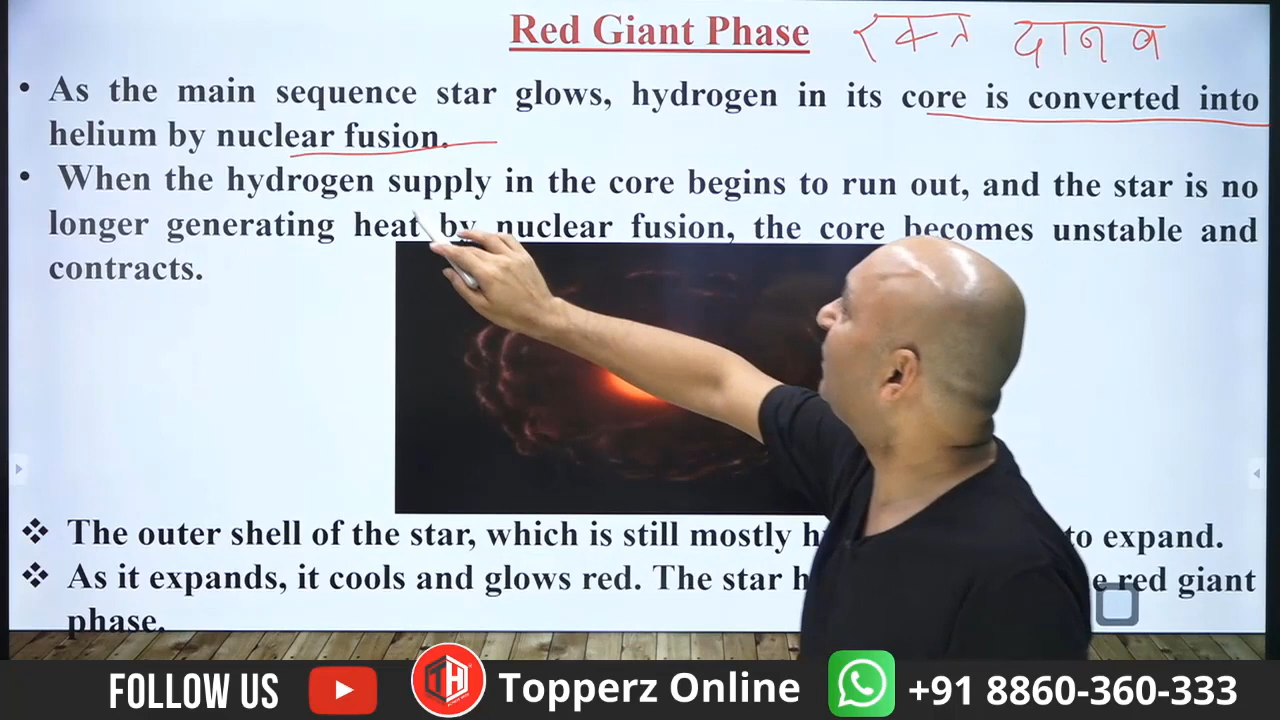 Red Giant Phase रक्त दानव
• As the main sequence star glows, hydrogen in its core is converted into
helium by nuclear fusion.
• When the hydrogen supply in the core begins to run out, and the star is no
longer generating heat by nuclear fusion, the core becomes unstable and
contracts.
❖ The outer shell of the star, which is still mostly to expand.
❖ As it expands, it cools and glows red. The star red giant
phase.
FOLLOW US TH Topperz Online +91 8860-360-333